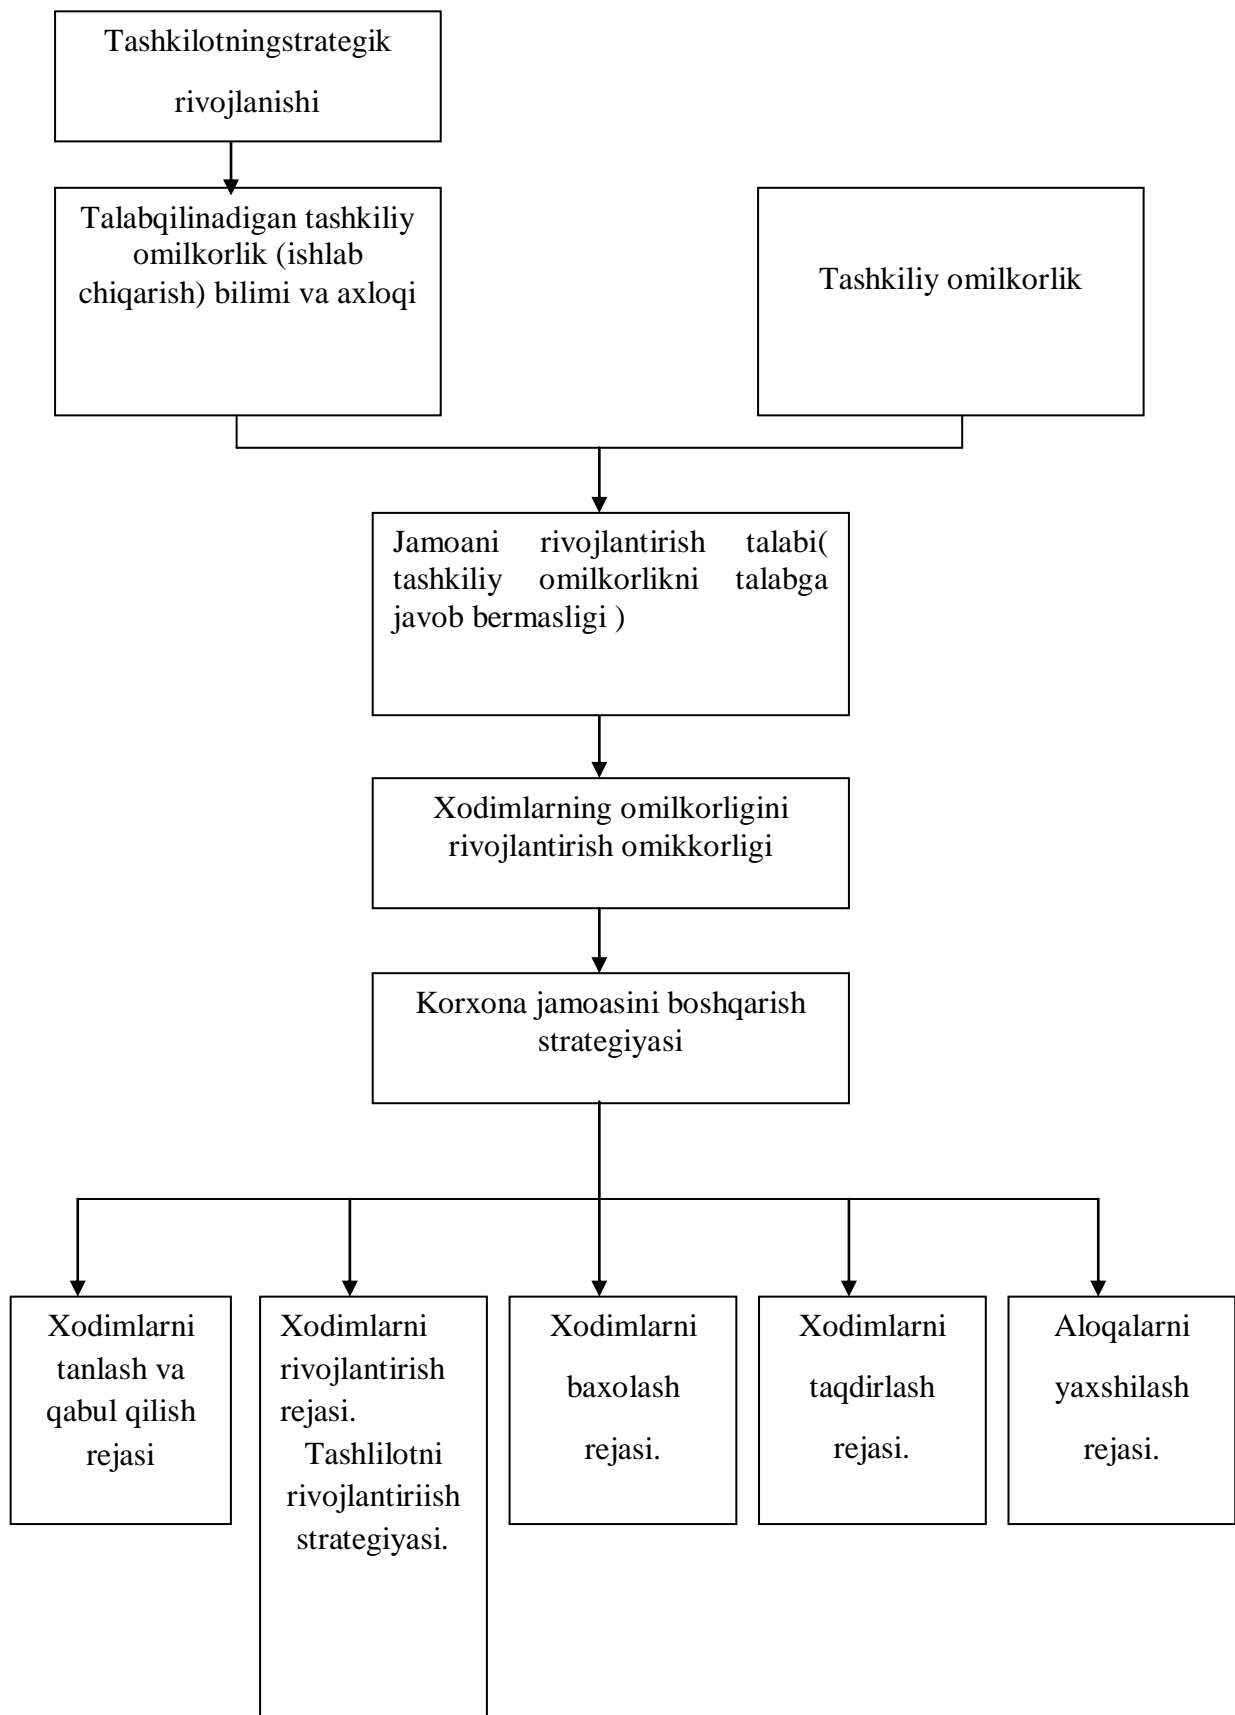 Tashkilotningstrategik
rivojlanishi
Talabqilinadigan tashkiliy
omilkorlik (ishlab
chiqarish) bilimi va axloqi
Tashkiliy omilkorlik
Jamoani rivojlantirish talabi(
tashkiliy omilkorlikni talabga
javob bermasligi )
Xodimlarning omilkorligini
rivojlantirish omikkorligi
Korxona jamoasini boshqarish
strategiyasi
Xodimlarni
tanlash va
qabul qilish
rejasi
Xodimlarni
rivojlantirish
rejasi.
Tashlilotni
rivojlantiriish
strategiyasi.
Xodimlarni
baxolash
rejasi.
Xodimlarni
taqdirlash
rejasi.
Aloqalarni
yaxshilash
rejasi.